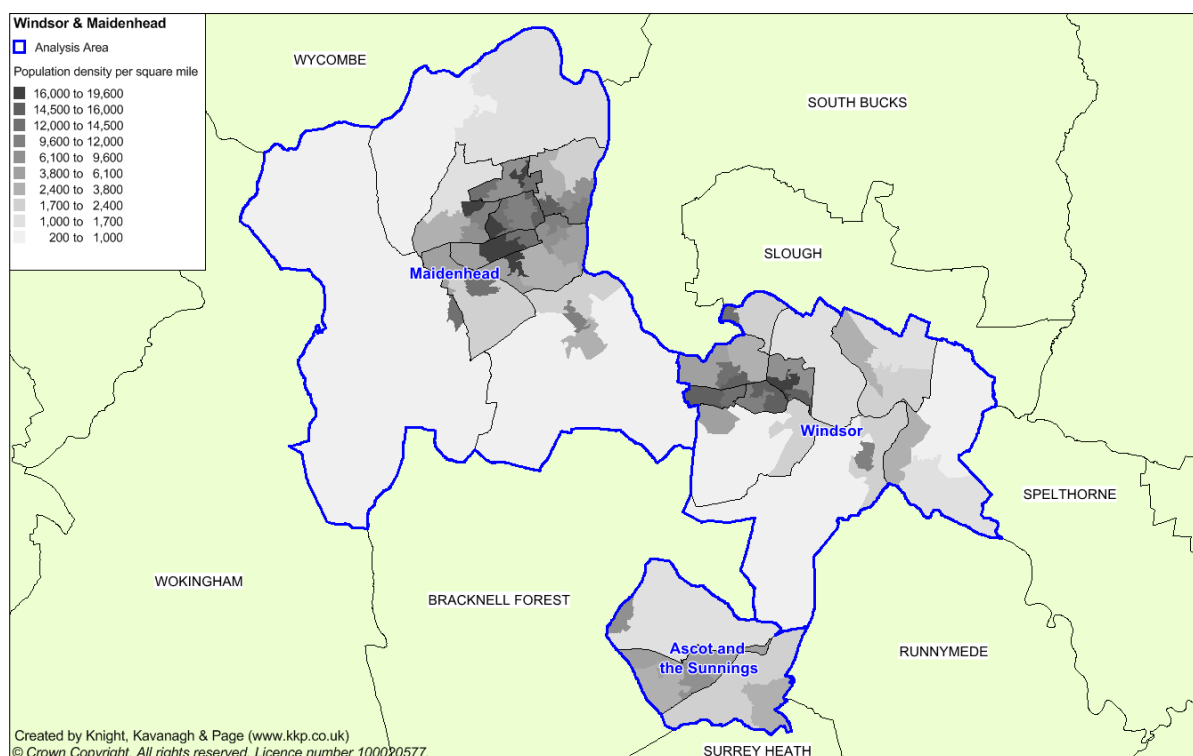 Windsor & Maidenhead
Analysis Area
Population density per square mile
16,000 to 19,600
14,500 to 16,000
12,000 to 14,500
9,600 to 12,000
6,100 to 9,600
3,800 to 6,100
2,400 to 3,800
1,700 to 2,400
1,000 to 1,700
200 to 1,000
WYCOMBE
SOUTH BUCKS
SLOUGH
Maidenhead
Windsor
SPELTHORNE
WOKINGHAM
BRACKNELL FOREST
Ascot and
the Sunnings
RUNNYMEDE
SURREY HEATH
Created by Knight, Kavanagh & Page (www.kkp.co.uk)
© Crown Copyright. All rights reserved. Licence number 100020577.